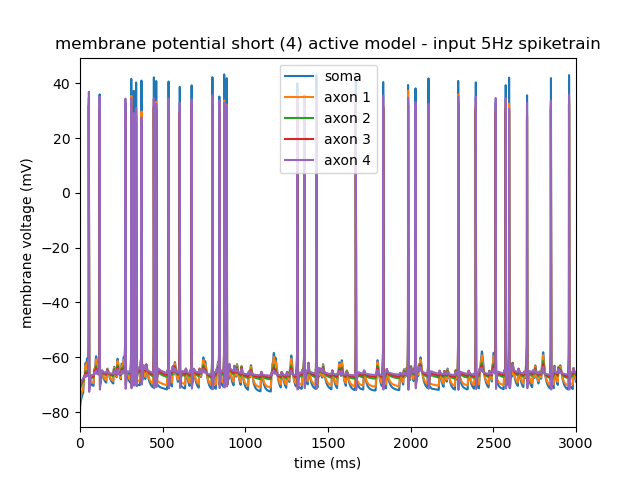 membrane potential short (4) active model - input 5Hz spiketrain
soma
axon 1
axon 2
axon 3
axon 4
membrane voltage (mV)
40
20
0
−20
−40
−60
−80
0 500 1000 1500 2000 2500 3000
time (ms)